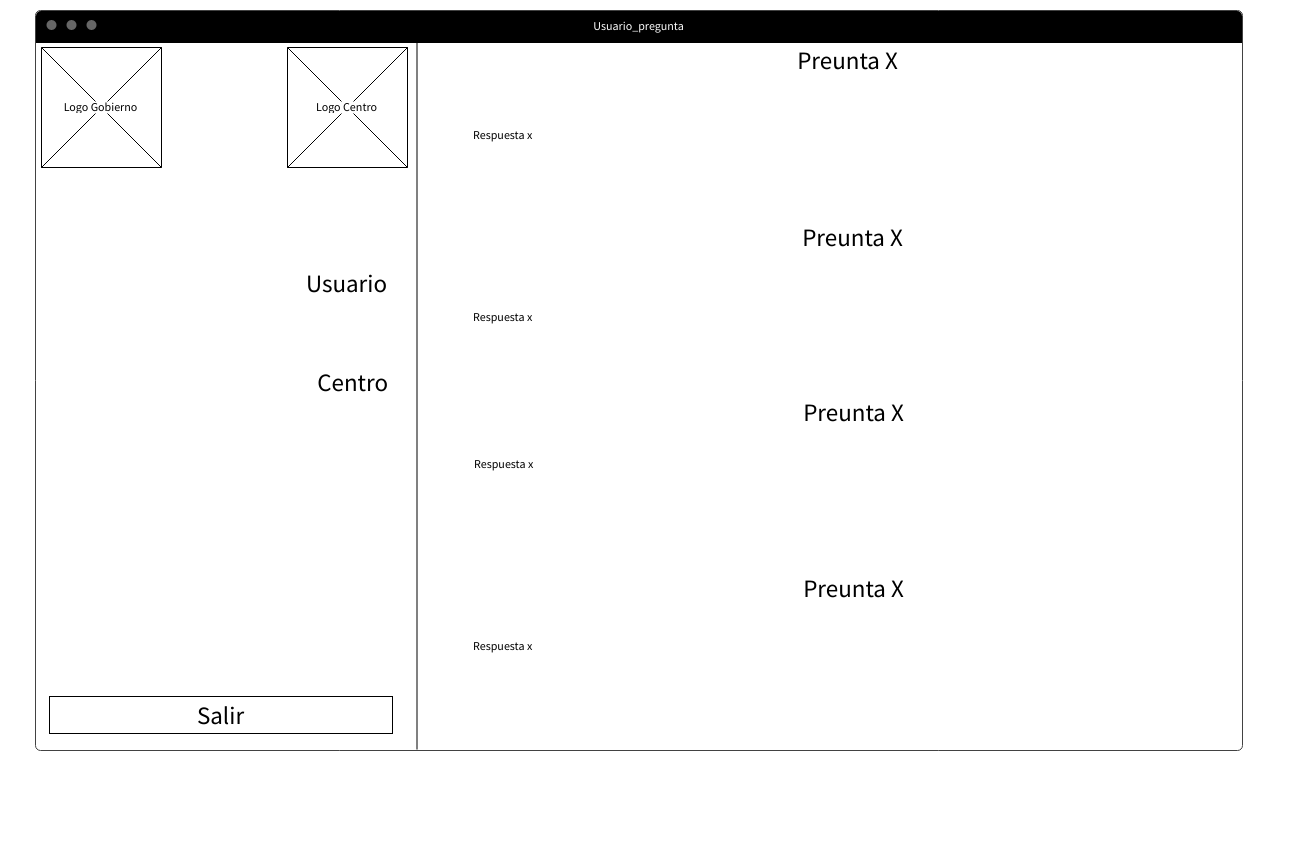 Usuario_pregunta
Logo Gobierno
Logo Centro
Usuario
Centro
Salir
Preunta X
Respuesta x
Preunta X
Respuesta x
Preunta X
Respuesta x
Preunta X
Respuesta x